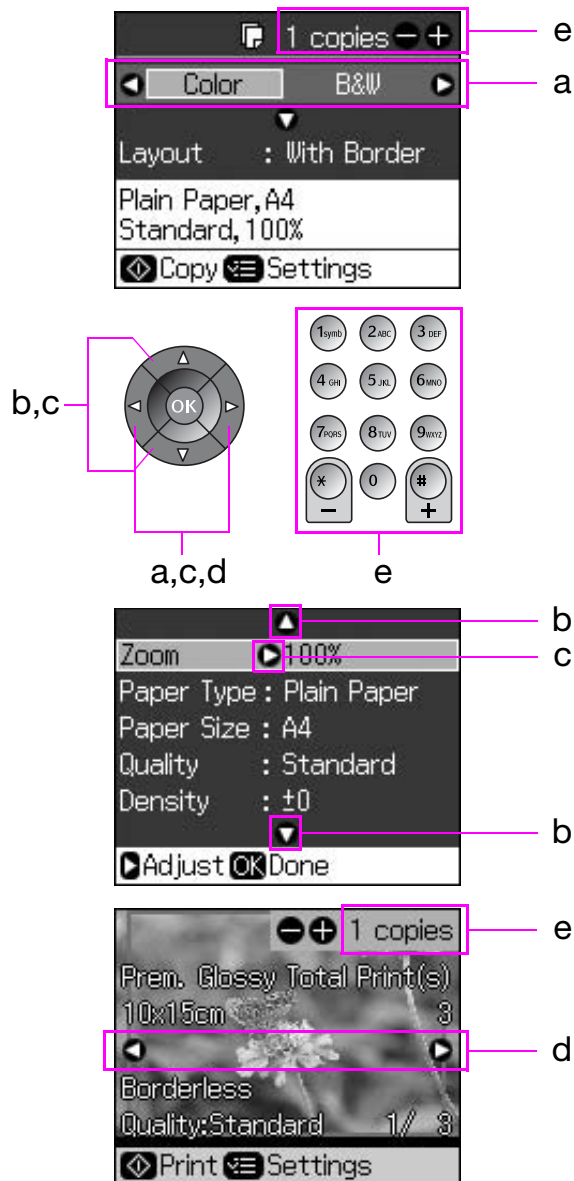 1 copies e
Color B&W a
Layout : With Border
Plain Paper, A4
Standard, 100%
Copy Settings
b,c
OK
a,c,d
1symb 2ABC 3DEF
4GHI 5JKL 6MNO
7PQRS 8TUV 9WXYZ
* 0 #
− +
e
b
Zoom 100% c
Paper Type : Plain Paper
Paper Size : A4
Quality : Standard
Density : ±0
b
Adjust OK Done
1 copies e
Prem. Glossy Total Print(s)
10x15cm 3
d
Borderless
Quality:Standard 1/ 3
Print Settings